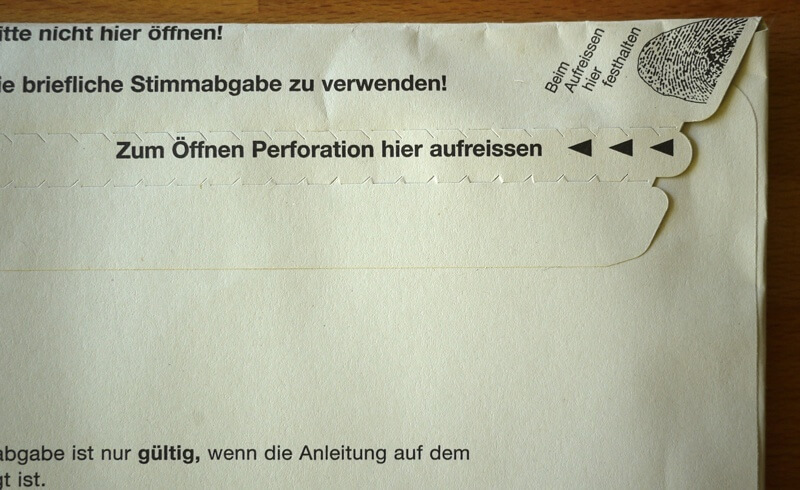 itte nicht hier öffnen!
ie briefliche Stimmabgabe zu verwenden!
Beim
Aufreissen
hier
festhalten
Zum Öffnen Perforation hier aufreissen
abgabe ist nur gültig, wenn die Anleitung auf dem
gt ist.